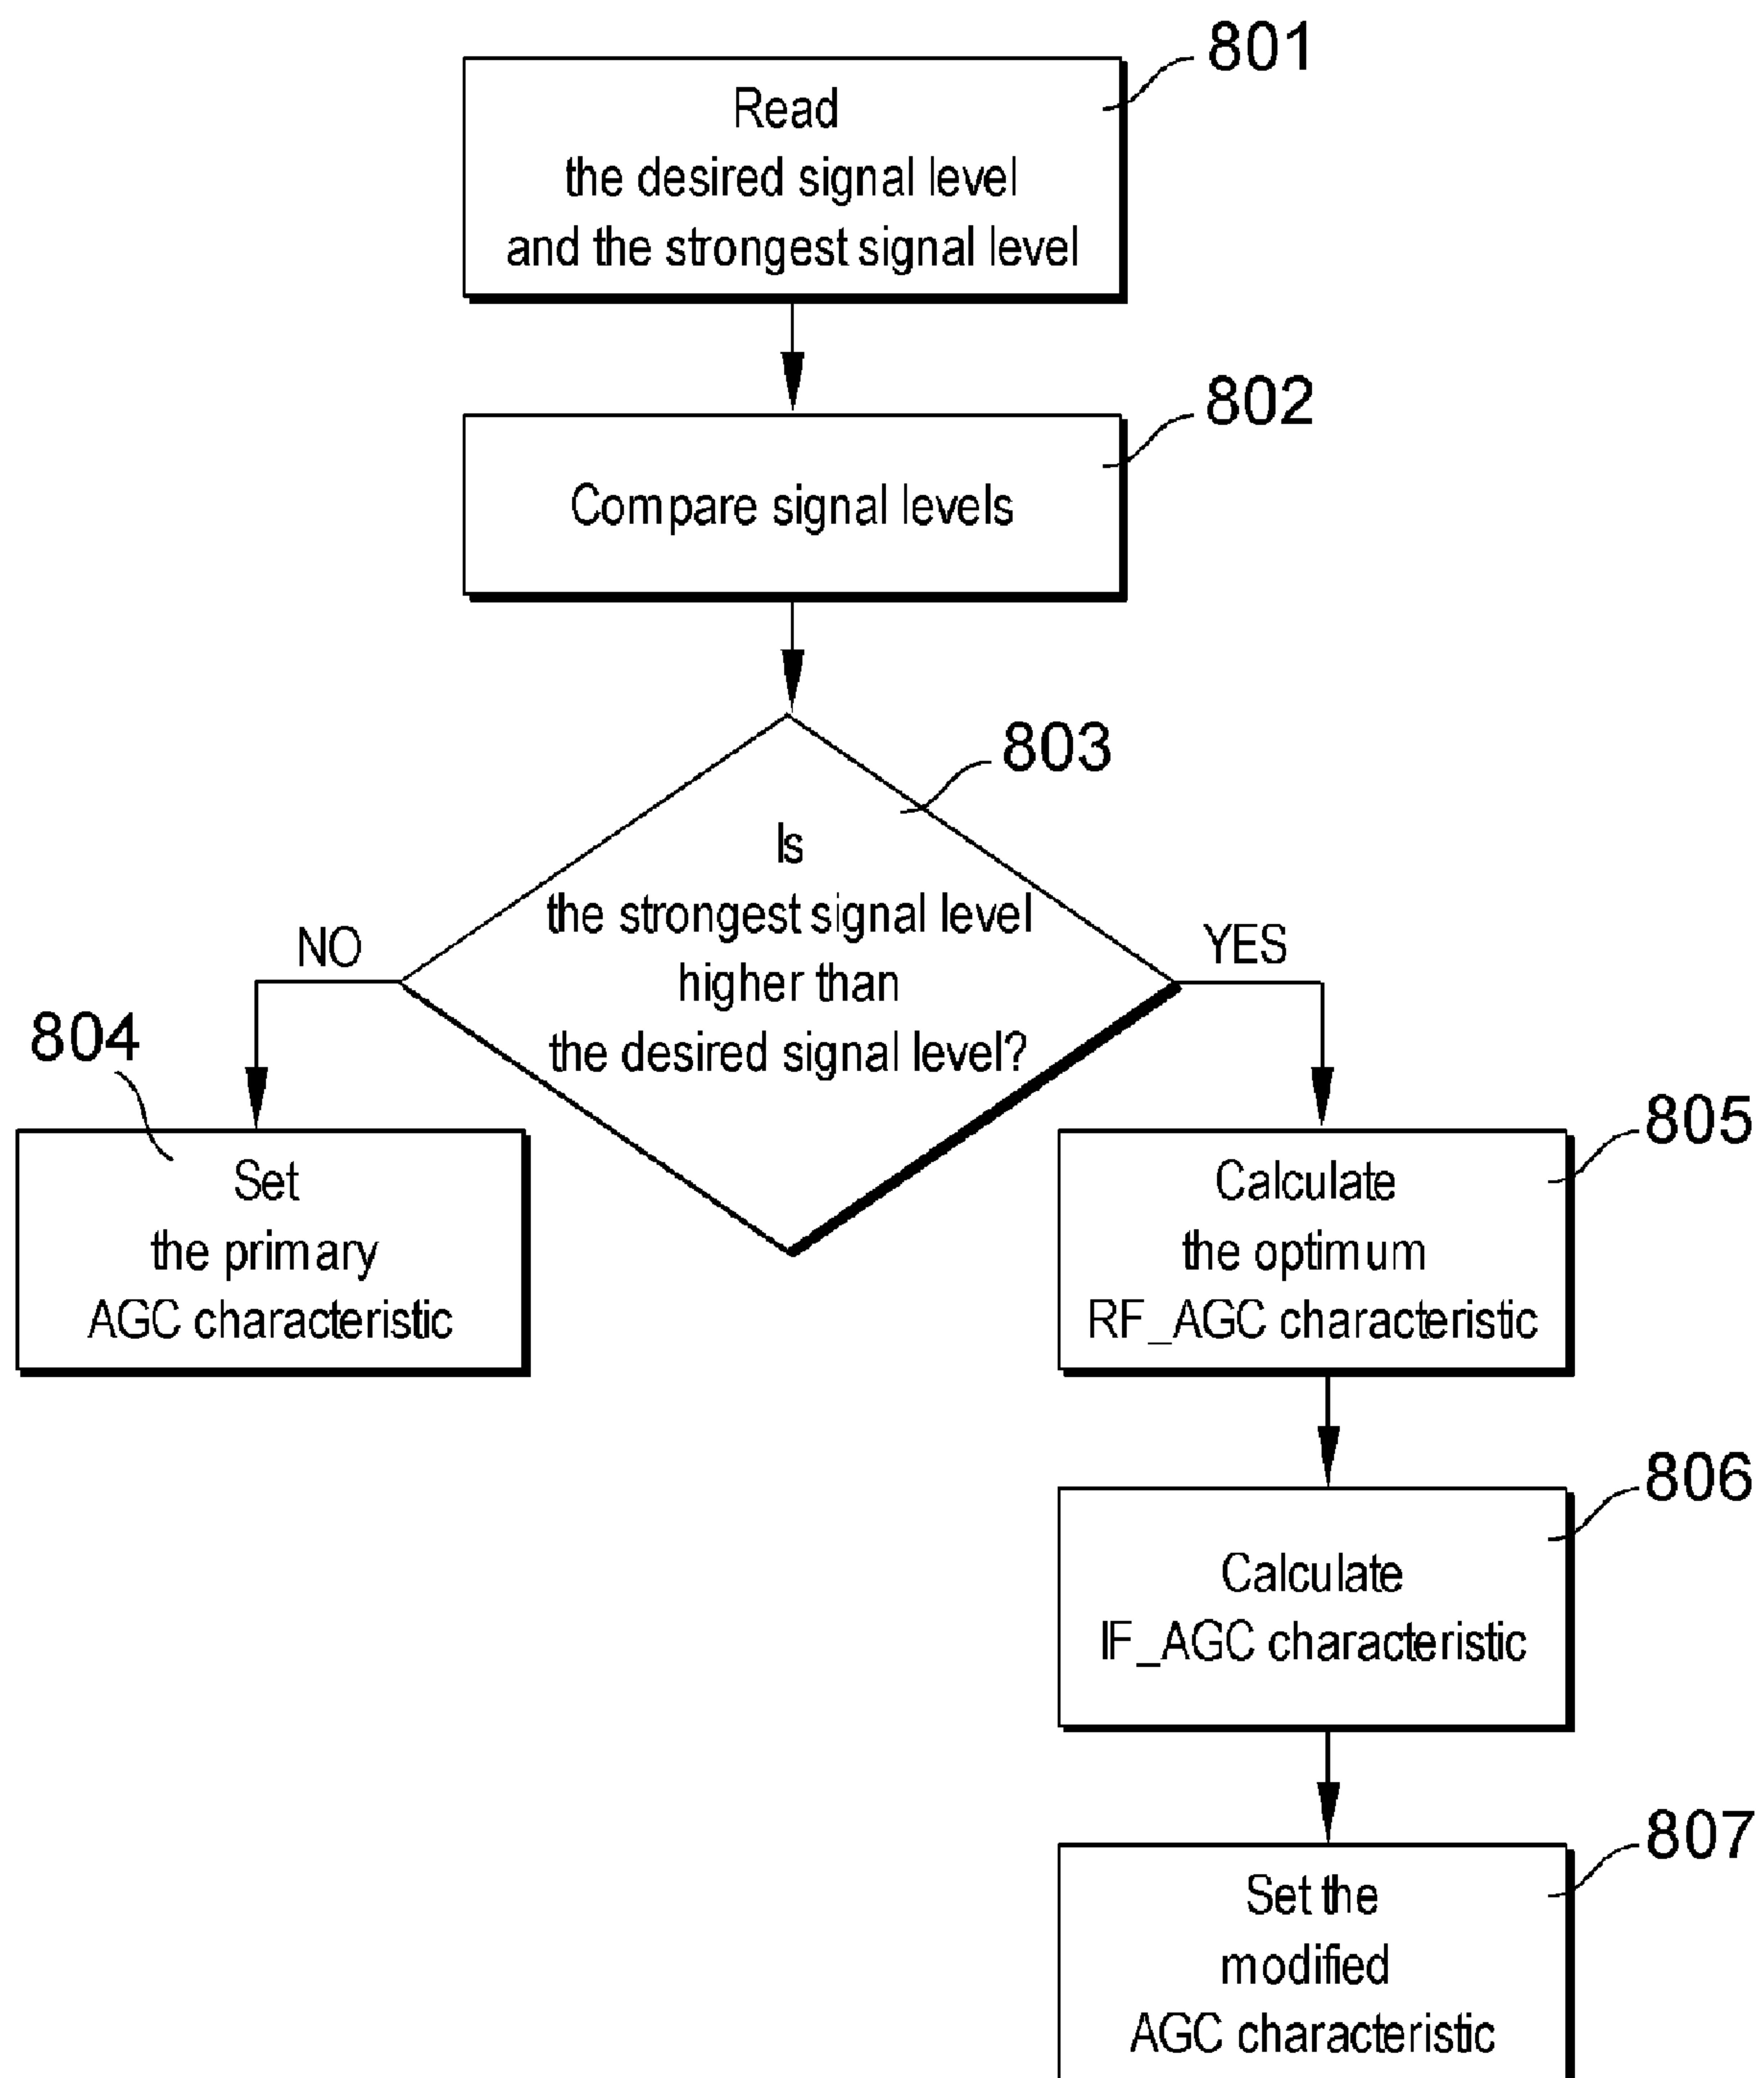 801
Read
the desired signal level
and the strongest signal level
802
Compare signal levels
803
Is
the strongest signal level
higher than
the desired signal level?
NO
YES
804
Set
the primary
AGC characteristic
805
Calculate
the optimum
RF_AGC characteristic
806
Calculate
IF_AGC characteristic
807
Set the
modified
AGC characteristic